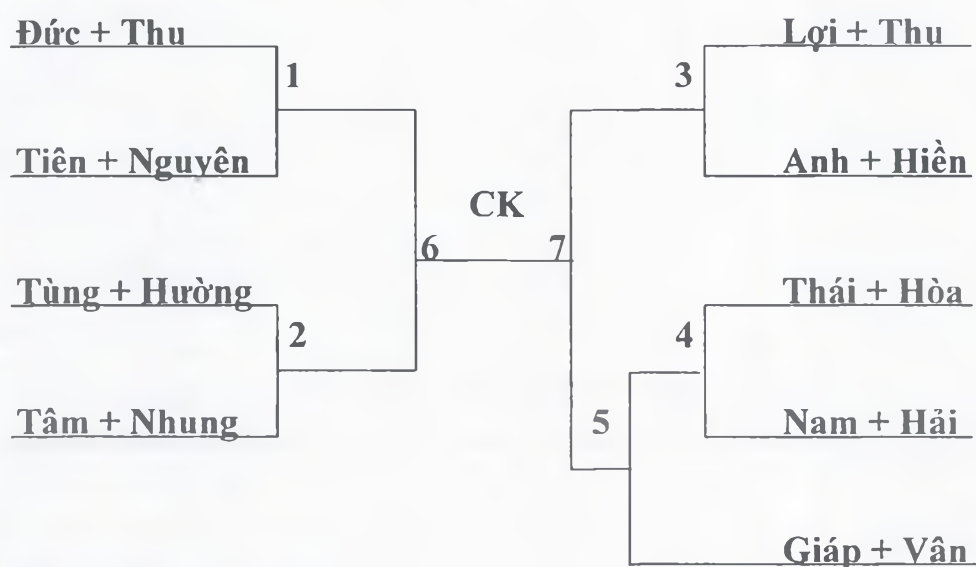 Đức + Thu
Lợi + Thu
1
3
Tiên + Nguyên
Anh + Hiền
CK
6
7
Tùng + Hường
Thái + Hòa
2
4
Tâm + Nhung
5
Nam + Hải
Giáp + Vân